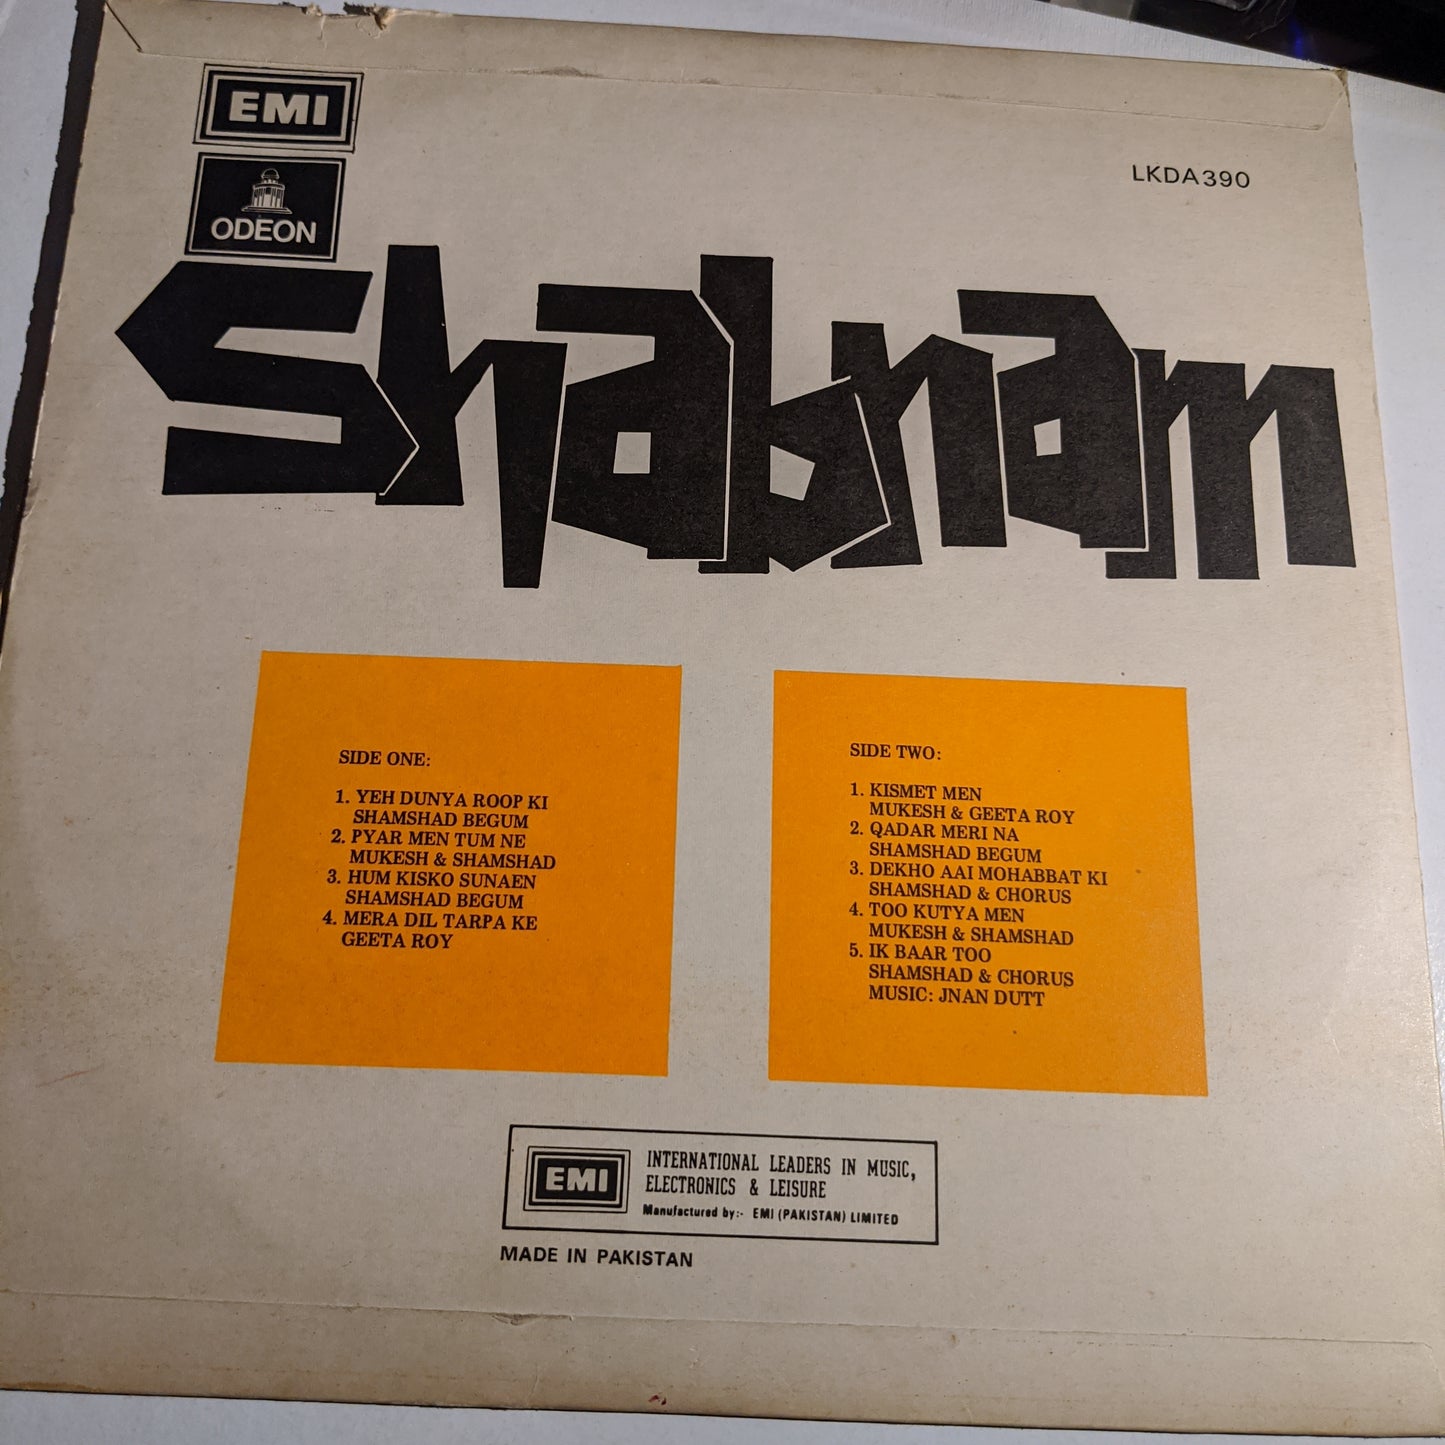 EMI
ODEON
LKDA390
Shabnam
SIDE ONE:
1. YEH DUNYA ROOP KI
SHAMSHAD BEGUM
2. PYAR MEN TUM NE
MUKESH & SHAMSHAD
3. HUM KISKO SUNAEN
SHAMSHAD BEGUM
4. MERA DIL TARPA KE
GEETA ROY
SIDE TWO:
1. KISMET MEN
MUKESH & GEETA ROY
2. QADAR MERI NA
SHAMSHAD BEGUM
3. DEKHO AAI MOHABBAT KI
SHAMSHAD & CHORUS
4. TOO KUTYA MEN
MUKESH & SHAMSHAD
5. IK BAAR TOO
SHAMSHAD & CHORUS
MUSIC: JNAN DUTT
EMI
INTERNATIONAL LEADERS IN MUSIC,
ELECTRONICS & LEISURE
Manufactured by:- EMI (PAKISTAN) LIMITED
MADE IN PAKISTAN